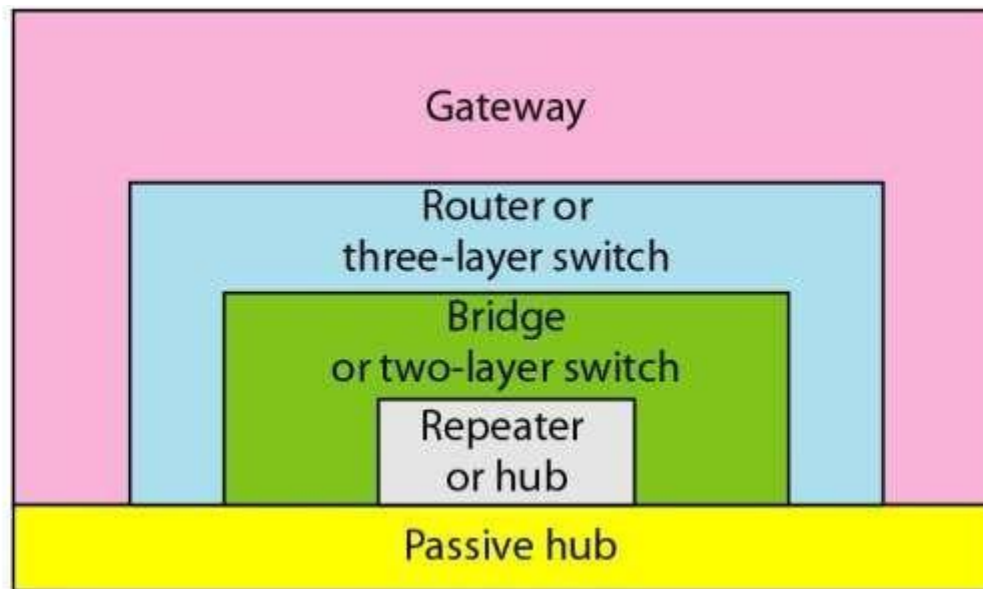 Gateway
Router or
three-layer switch
Bridge
or two-layer switch
Repeater
or hub
Passive hub